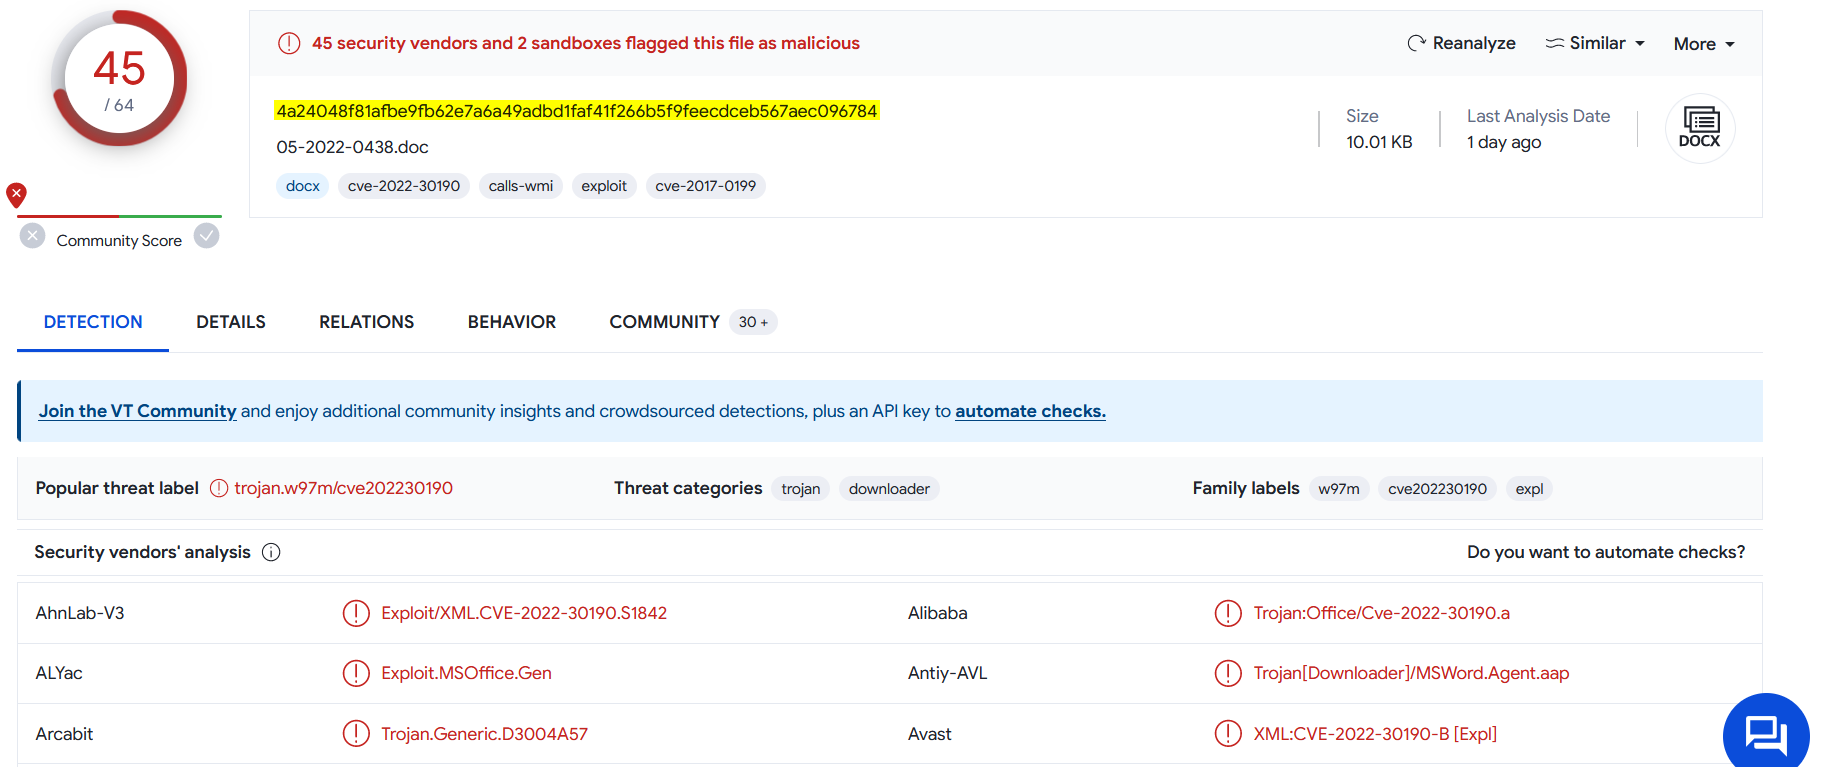 45
/ 64
Community Score
45 security vendors and 2 sandboxes flagged this file as malicious
Reanalyze
Similar
More
4a24048f81afbe9fb62e7a6a49adbd1faf41f266b5f9feecdceb567aec096784
05-2022-0438.doc
docx cve-2022-30190 calls-wmi exploit cve-2017-0199
Size
10.01 KB
Last Analysis Date
1 day ago
DOCX
DETECTION DETAILS RELATIONS BEHAVIOR COMMUNITY 30 +
Join the VT Community and enjoy additional community insights and crowdsourced detections, plus an API key to automate checks.
Popular threat label trojan.w97m/cve202230190 Threat categories trojan downloader Family labels w97m cve202230190 expl
Security vendors' analysis Do you want to automate checks?
AhnLab-V3 Exploit/XML.CVE-2022-30190.S1842 Alibaba Trojan:Office/Cve-2022-30190.a
ALYac Exploit.MSOffice.Gen Antiy-AVL Trojan[Downloader]/MSWord.Agent.aap
Arcabit Trojan.Generic.D3004A57 Avast XML:CVE-2022-30190-B [Expl]